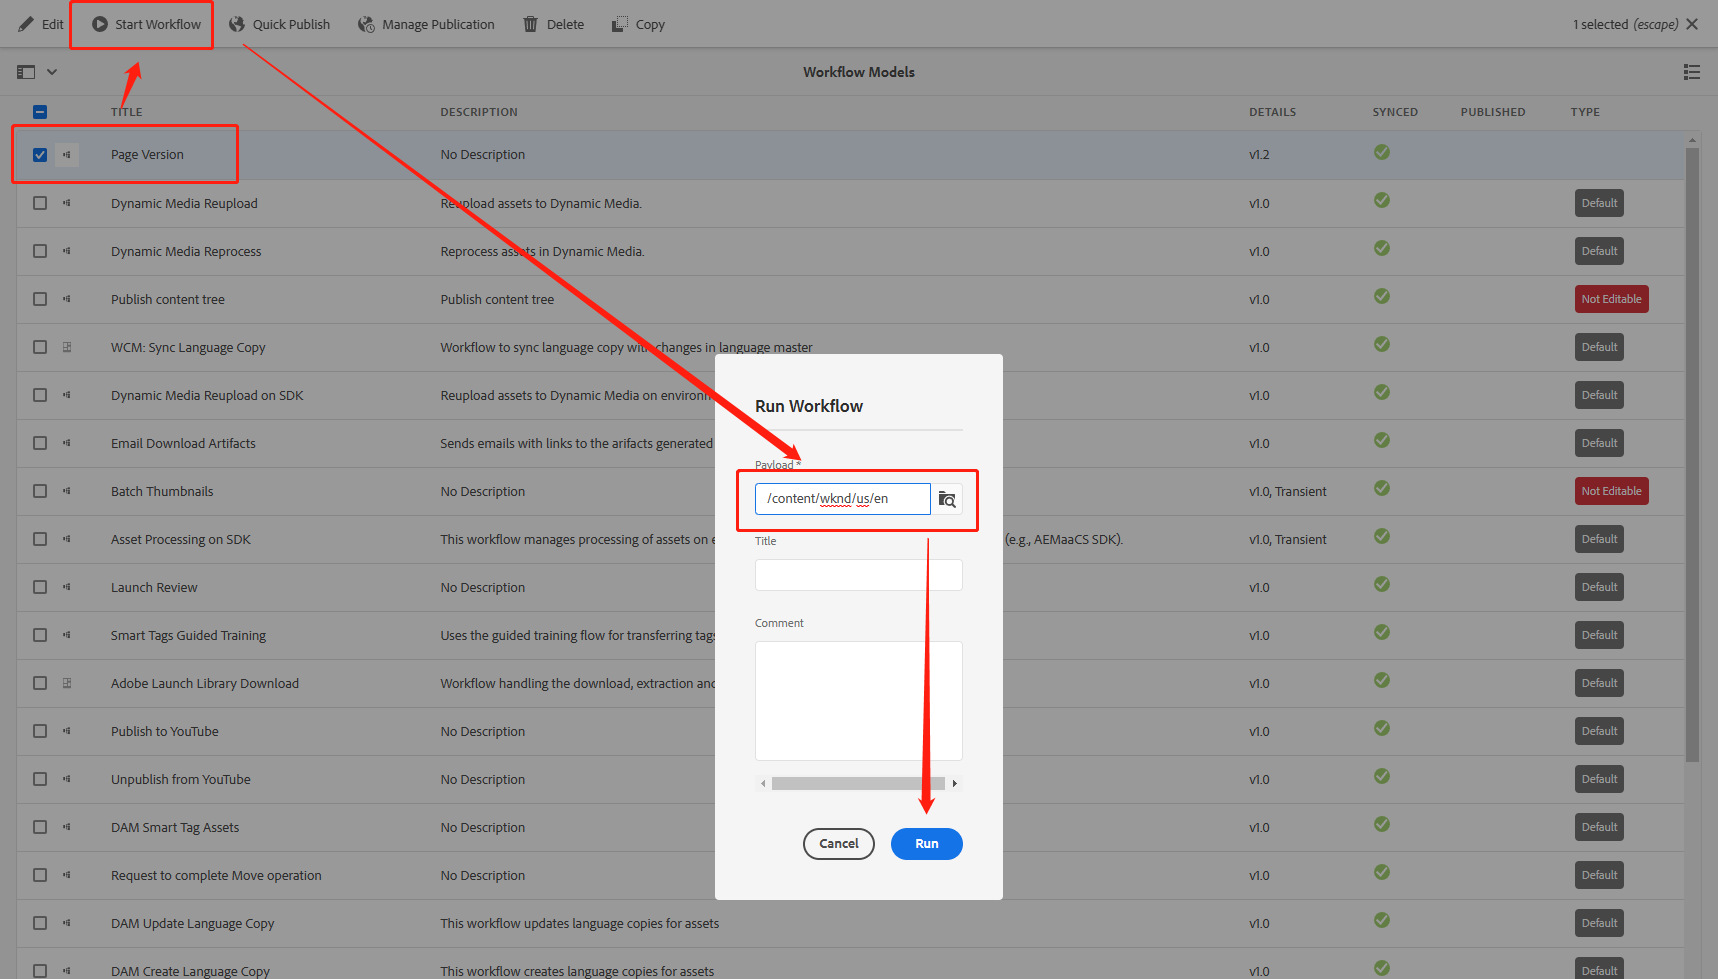 Edit Start Workflow Quick Publish Manage Publication Delete Copy 1 selected (escape)
Workflow Models
TITLE DESCRIPTION DETAILS SYNCED PUBLISHED TYPE
Page Version No Description v1.2
Dynamic Media Reupload Reupload assets to Dynamic Media. v1.0 Default
Dynamic Media Reprocess Reprocess assets in Dynamic Media. v1.0 Default
Publish content tree Publish content tree v1.0 Not Editable
WCM: Sync Language Copy Workflow to sync language copy with changes in language master v1.0 Default
Dynamic Media Reupload on SDK Reupload assets to Dynamic Media on v1.0 Default
Email Download Artifacts Sends emails with links to the arifacts generated v1.0 Default
Batch Thumbnails No Description v1.0, Transient Not Editable
Asset Processing on SDK This workflow manages processing of assets on (e.g., AEMaaCS SDK). v1.0, Transient Default
Launch Review No Description v1.0 Default
Smart Tags Guided Training Uses the guided training flow for transferring tags v1.0 Default
Adobe Launch Library Download Workflow handling the download, extraction and v1.0 Default
Publish to YouTube No Description v1.0 Default
Unpublish from YouTube No Description v1.0 Default
DAM Smart Tag Assets No Description v1.0 Default
Request to complete Move operation No Description v1.0 Default
DAM Update Language Copy This workflow updates language copies for assets v1.0 Default
DAM Create Language Copy This workflow creates language copies for assets v1.0 Default
Run Workflow
Payload *
/content/wknd/us/en
Title
Comment
Cancel Run